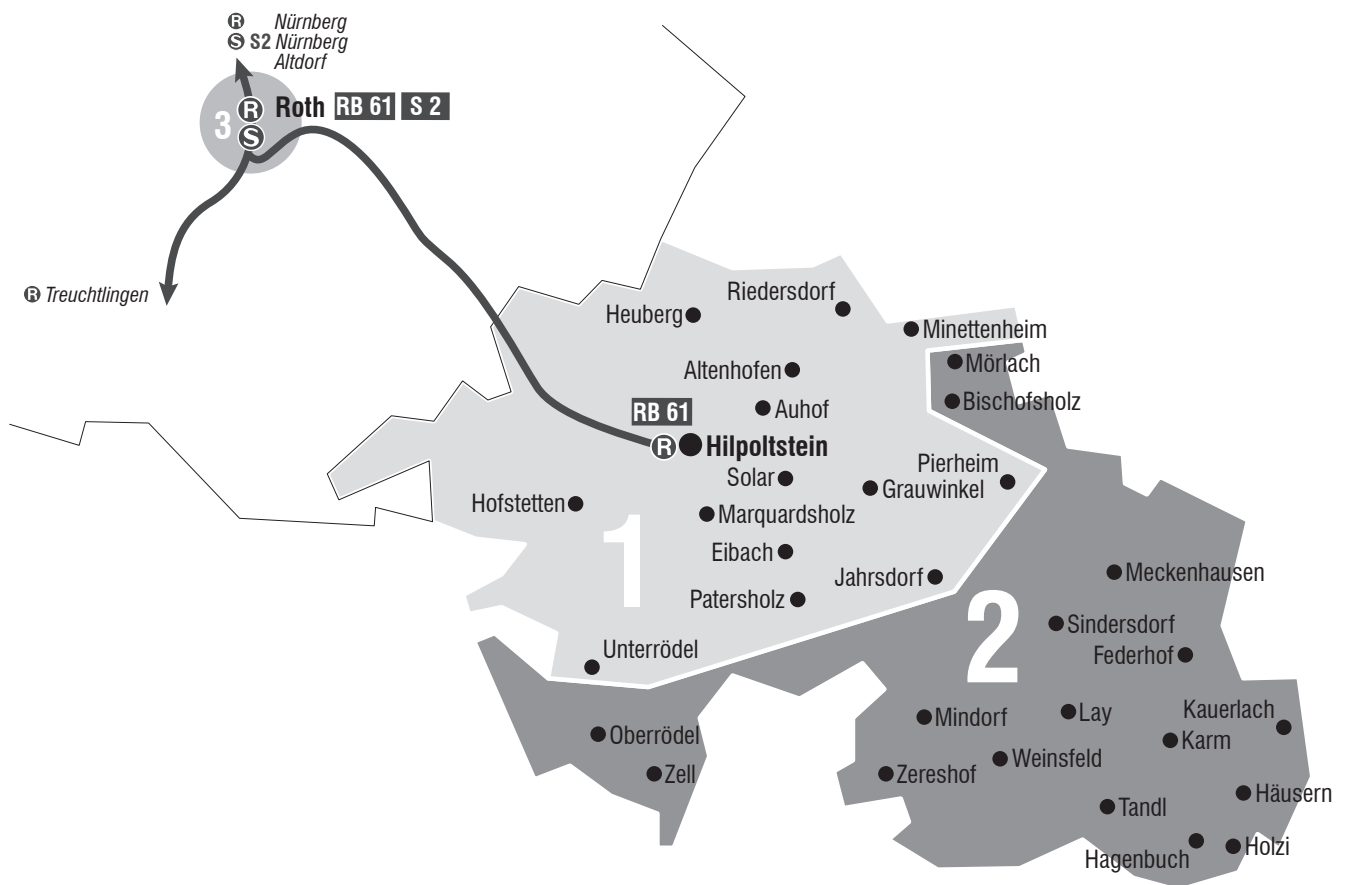 R Nürnberg
S S2 Nürnberg
Altdorf
3 R Roth RB 61 S 2
S
R Treuchtlingen
Riedersdorf
Heuberg
Minettenheim
Mörlach
Altenhofen
Bischofsholz
Auhof
RB 61
R Hilpoltstein
Pierheim
Solar
Grauwinkel
Hofstetten
Marquardsholz
1
Eibach
Jahrsdorf
Meckenhausen
Patersholz
2
Sindersdorf
Unterrödel
Federhof
Kauerlach
Mindorf
Lay
Oberrödel
Karm
Weinsfeld
Zell
Zereshof
Häusern
Tandl
Holzi
Hagenbuch